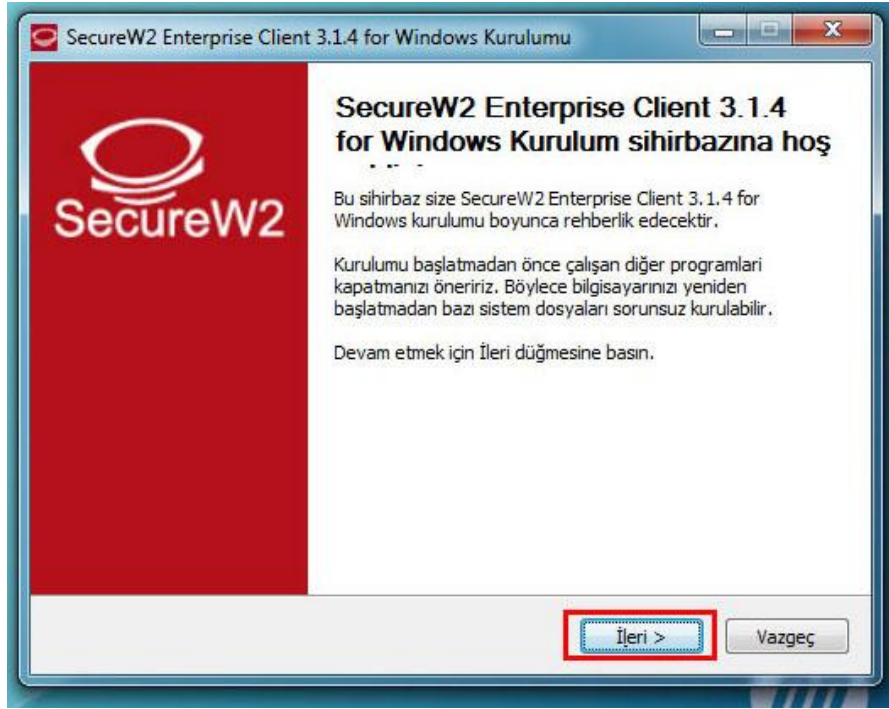 SecureW2 Enterprise Client 3.1.4 for Windows Kurulumu
SecureW2
SecureW2 Enterprise Client 3.1.4
for Windows Kurulum sihirbazına hoş
Bu sihirbaz size SecureW2 Enterprise Client 3.1.4 for
Windows kurulumu boyunca rehberlik edecektir.
Kurulumu başlatmadan önce çalışan diğer programlari
kapatmanızı öneririz. Böylece bilgisayarınızı yeniden
başlatmadan bazı sistem dosyaları sorunsuz kurulabilir.
Devam etmek için İleri düğmesine basın.
İleri >
Vazgeç